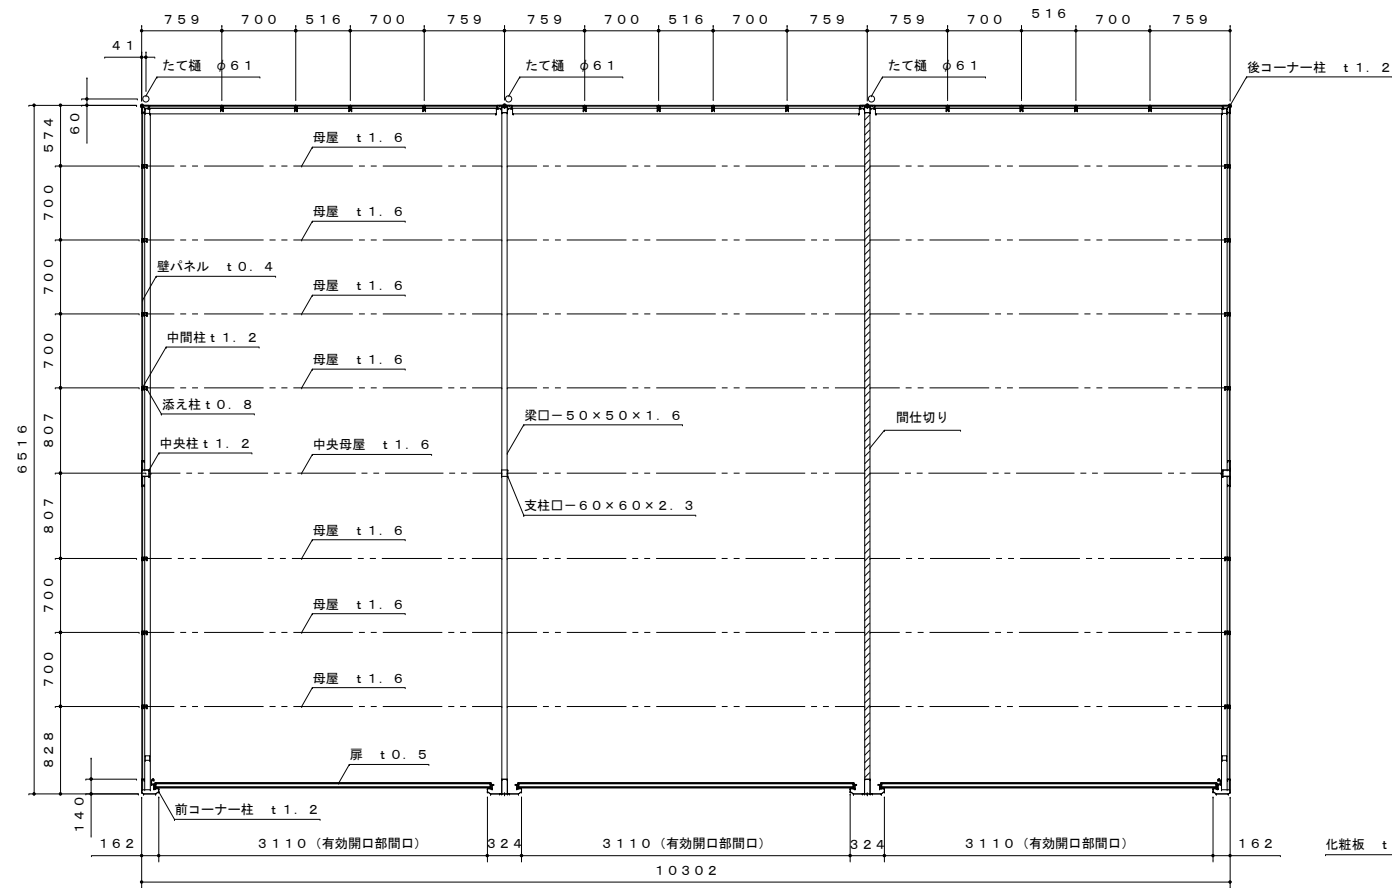 759 700 516 700 759 759 700 516 700 759 759 700 516 700 759
41
たて樋 φ61 たて樋 φ61 たて樋 φ61 後コーナー柱 t1.2
60
574
母屋 t1.6
700
母屋 t1.6
700
壁パネル t0.4
母屋 t1.6
700
中間柱t1.2
母屋 t1.6
添え柱t0.8
807
梁口-50×50×1.6
間仕切り
6516
中央柱t1.2
中央母屋 t1.6
807
支柱口-60×60×2.3
母屋 t1.6
700
母屋 t1.6
700
母屋 t1.6
828
扉 t0.5
140
前コーナー柱 t1.2
162 3110(有効開口部間口) 324 3110(有効開口部間口) 324 3110(有効開口部間口) 162 化粧板 t
10302